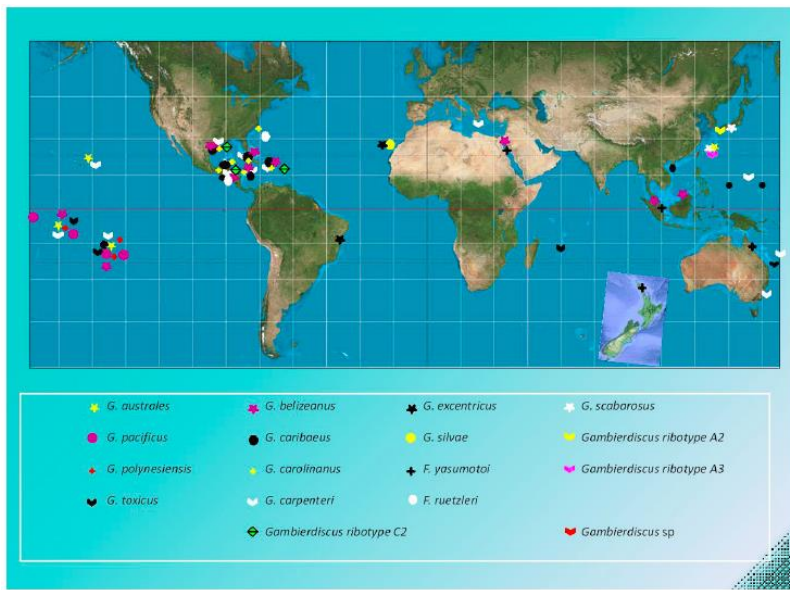 G. australes G. belizeanus G. excentricus G. scabarosus
G. pacificus G. caribaeus G. silvae Gambierdiscus ribotype A2
G. polynesiensis G. carolinanus F. yasumotoi Gambierdiscus ribotype A3
G. toxicus G. carpenteri F. ruetzleri
Gambierdiscus ribotype C2 Gambierdiscus sp